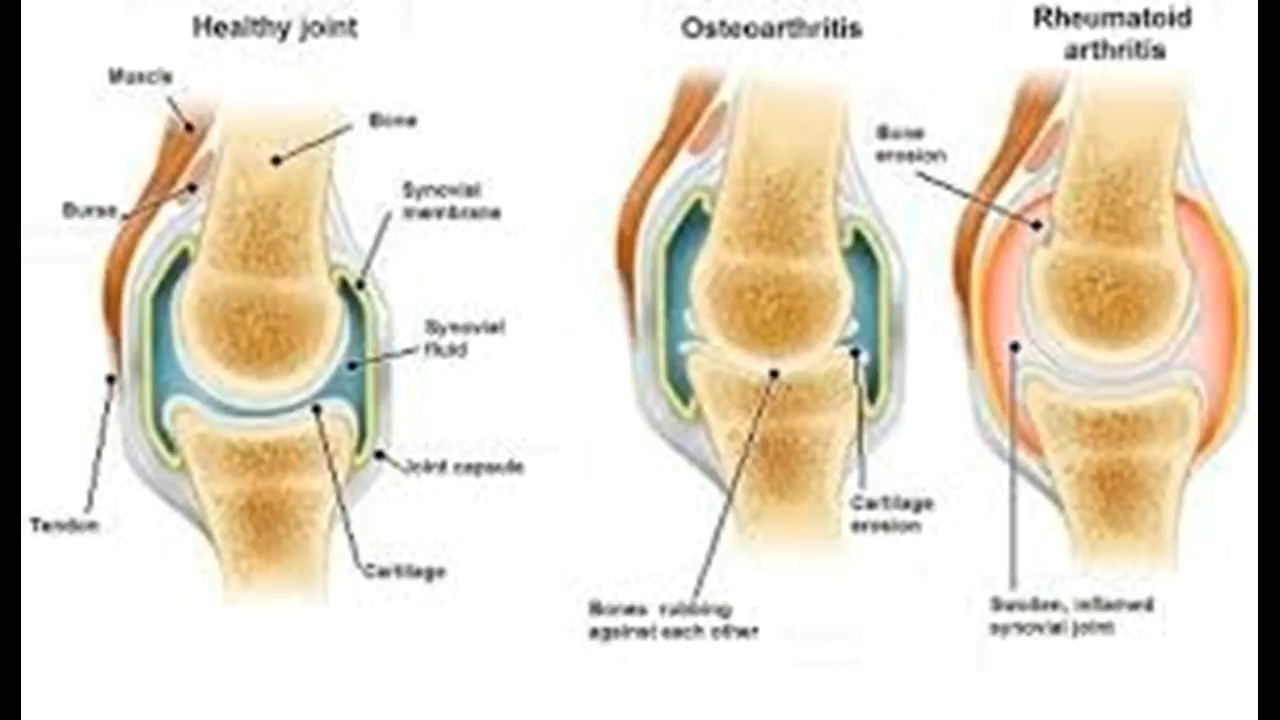 Healthy joint
Muscle
Bone
Bursa
Synovial
membrane
Synovial
fluid
Joint capsule
Tendon
Cartilage
Osteoarthritis
Cartilage
erosion
Bones rubbing
against each other
Rheumatoid
arthritis
Bone
erosion
Swollen, inflamed
synovial joint